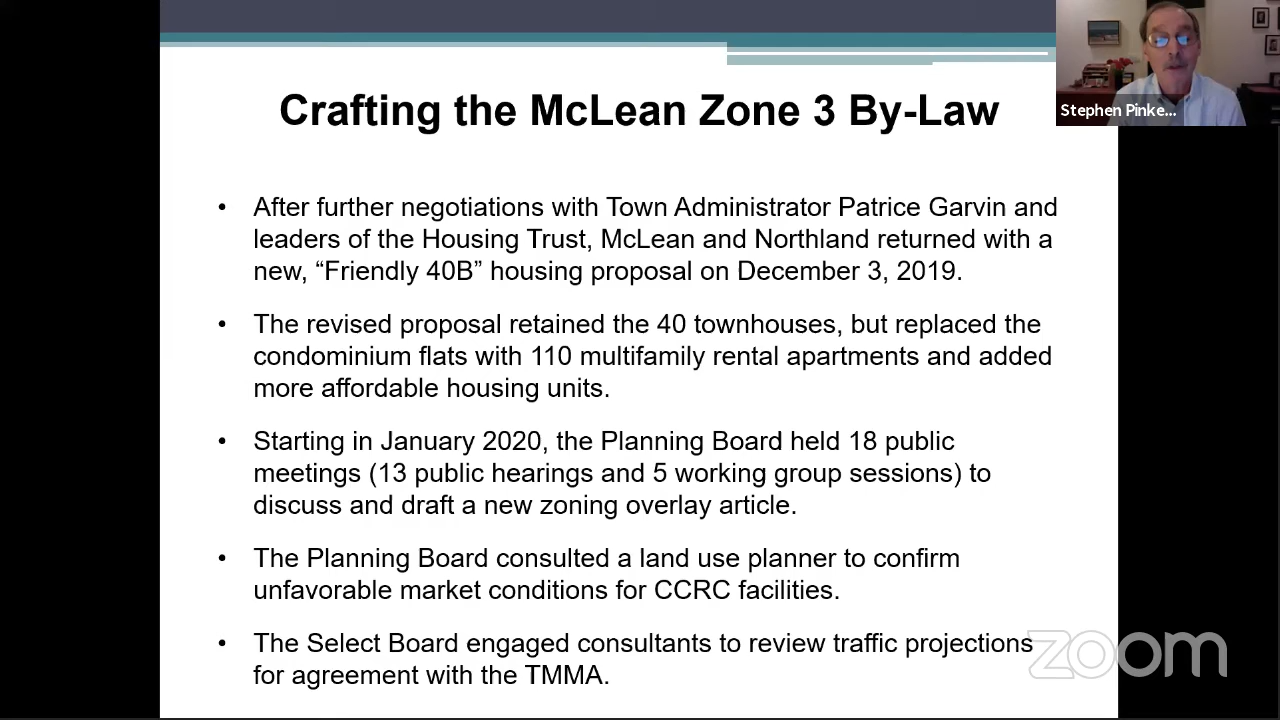 Crafting the McLean Zone 3 By-Law
Stephen Pinke...
• After further negotiations with Town Administrator Patrice Garvin and
leaders of the Housing Trust, McLean and Northland returned with a
new, “Friendly 40B” housing proposal on December 3, 2019.
• The revised proposal retained the 40 townhouses, but replaced the
condominium flats with 110 multifamily rental apartments and added
more affordable housing units.
• Starting in January 2020, the Planning Board held 18 public
meetings (13 public hearings and 5 working group sessions) to
discuss and draft a new zoning overlay article.
• The Planning Board consulted a land use planner to confirm
unfavorable market conditions for CCRC facilities.
• The Select Board engaged consultants to review traffic projections
for agreement with the TMMA.
zoom